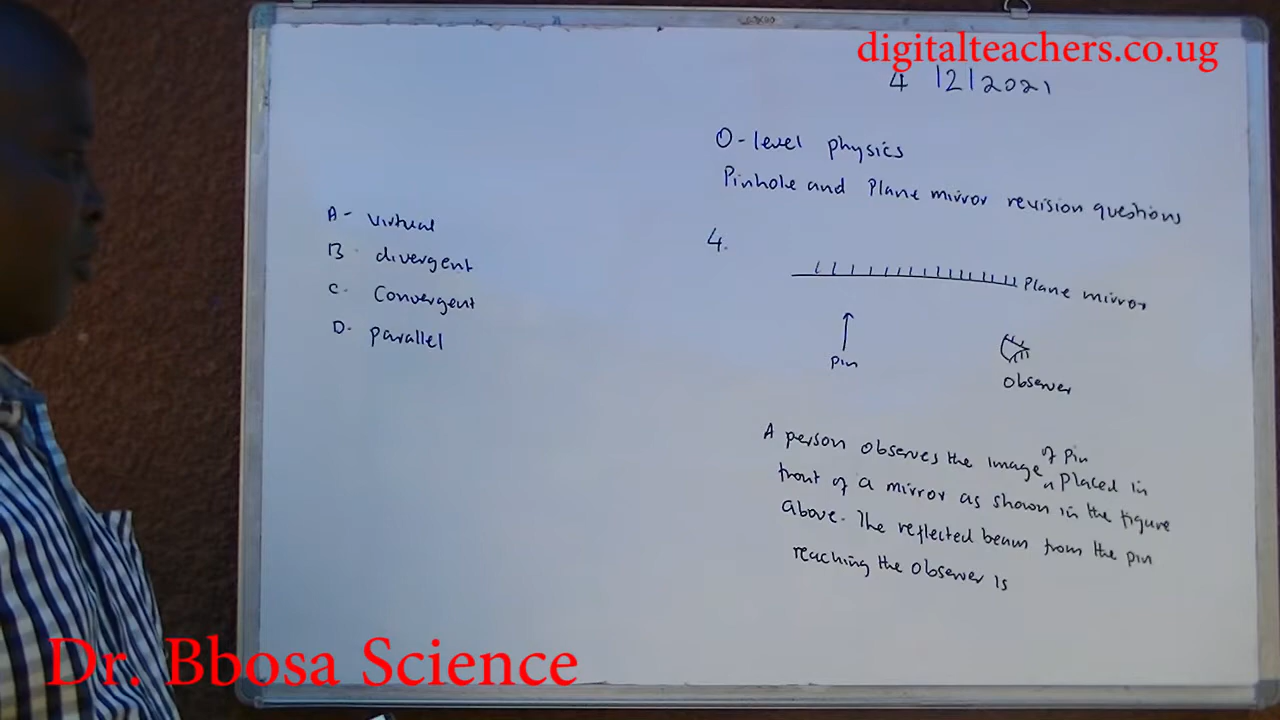 digitalteachers.co.ug
4 12/2021
O-level physics
Pinhole and Plane mirror revision questions
A- Virtual
B. divergent
C. Convergent
D. parallel
4.
Plane mirror
Pin
Observer
A person observes the image of pin placed in
front of a mirror as shown in the figure
above. The reflected beam from the pin
reaching the observer is
Dr. Bbosa Science